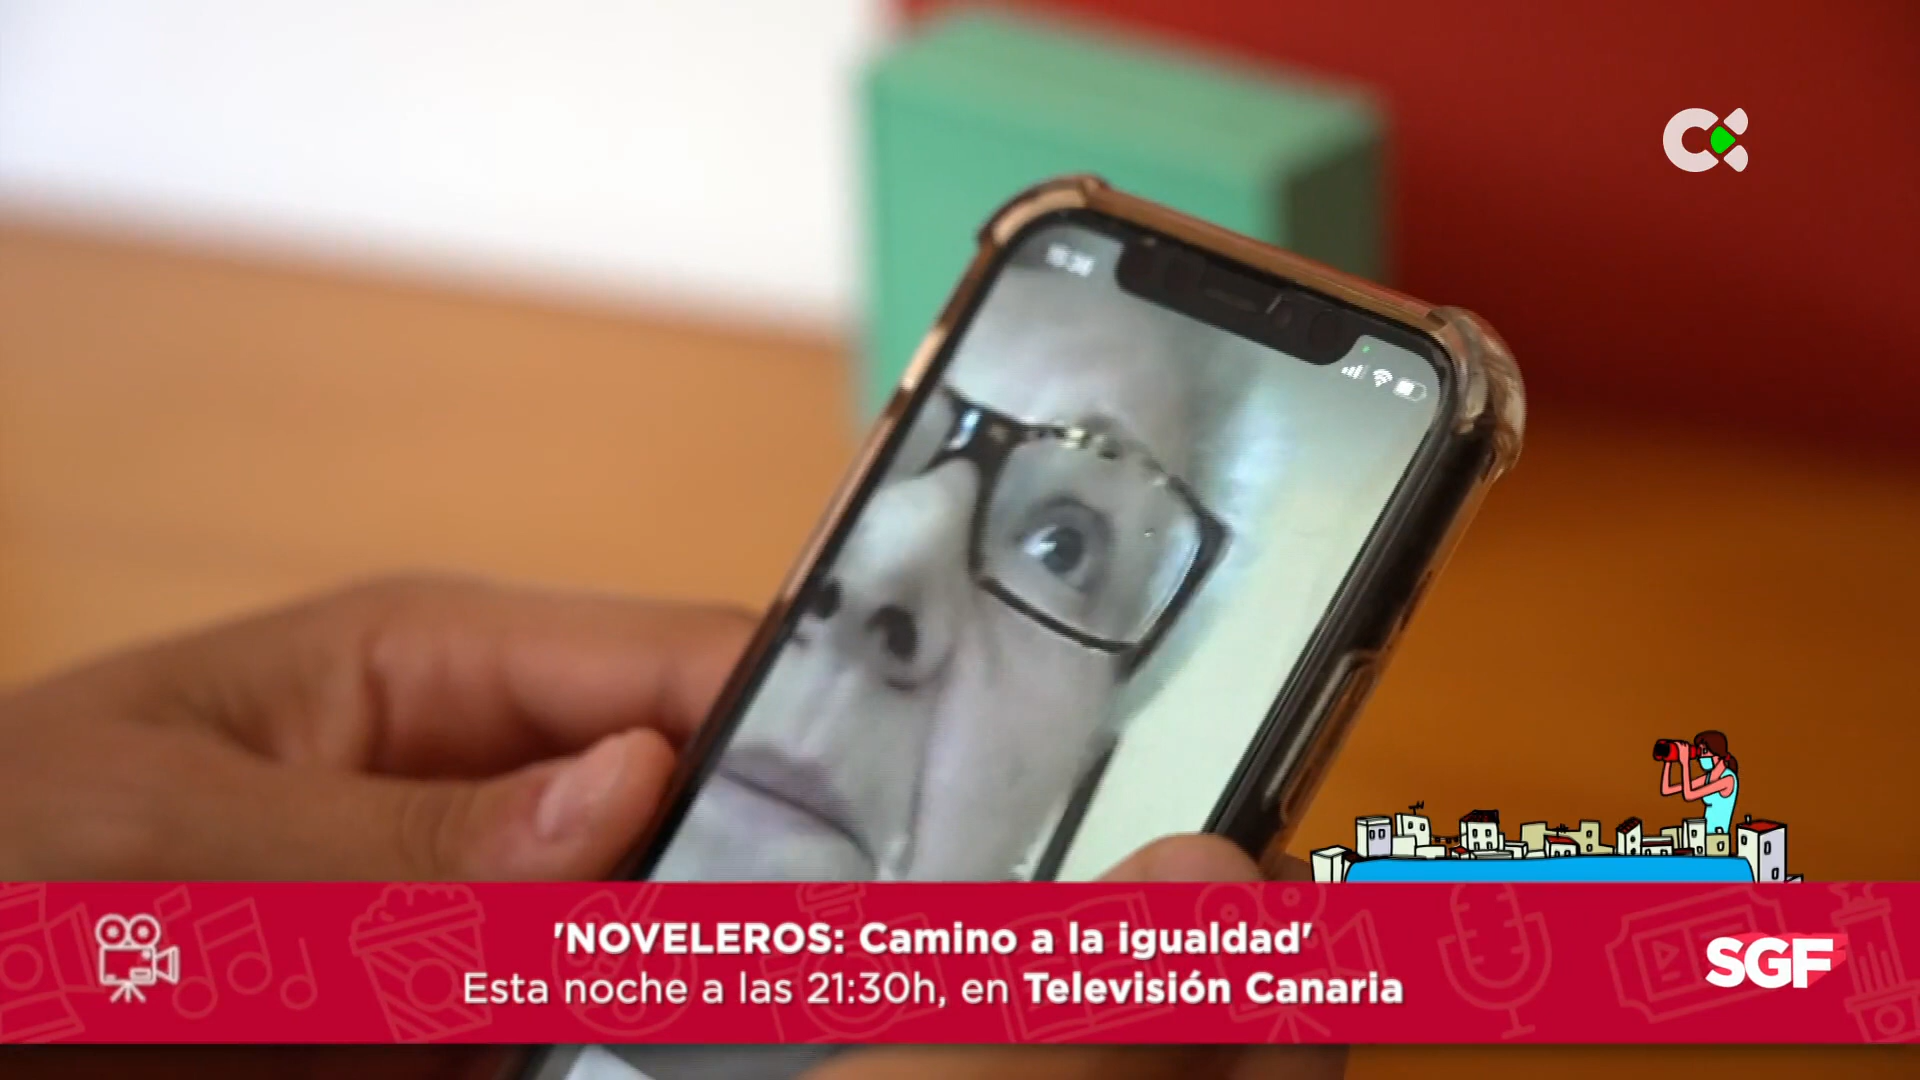 'NOVELEROS: Camino a la igualdad'
Esta noche a las 21:30h, en Televisión Canaria
SGF